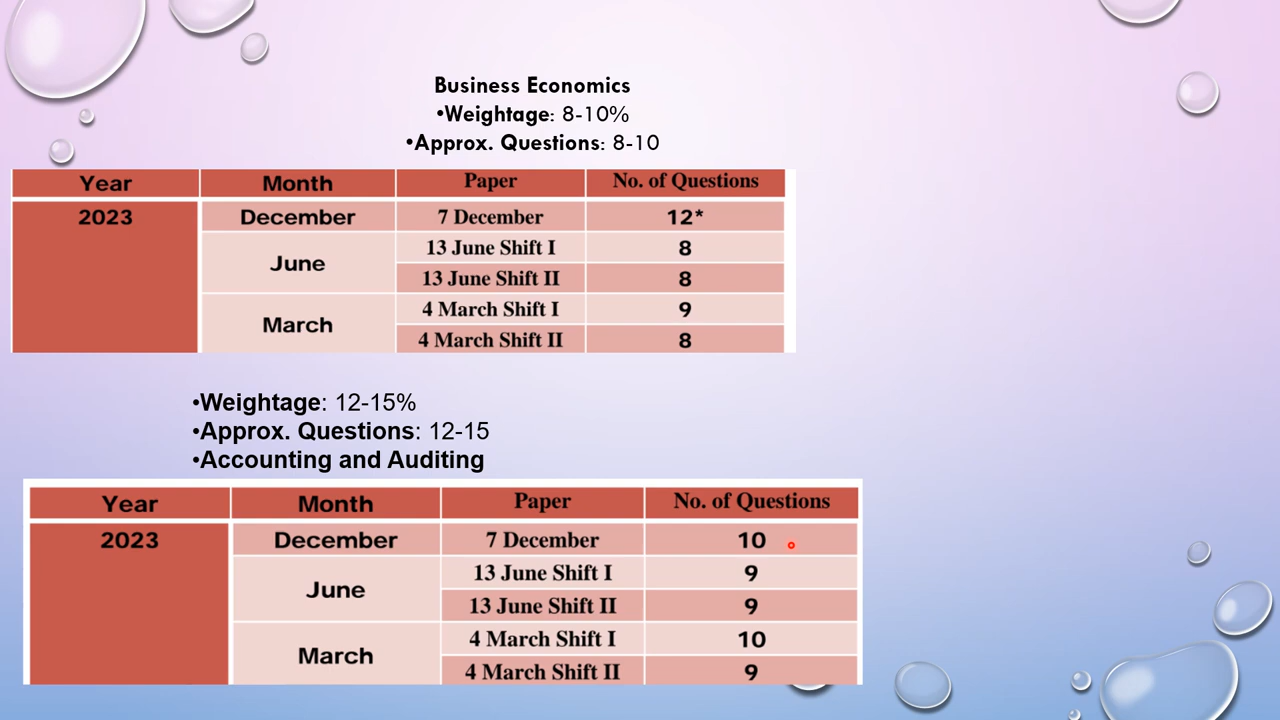 Business Economics
•Weightage: 8-10%
•Approx. Questions: 8-10
Year Month Paper No. of Questions
2023 December 7 December 12*
June 13 June Shift I 8
13 June Shift II 8
March 4 March Shift I 9
4 March Shift II 8
•Weightage: 12-15%
•Approx. Questions: 12-15
•Accounting and Auditing
Year Month Paper No. of Questions
2023 December 7 December 10
June 13 June Shift I 9
13 June Shift II 9
March 4 March Shift I 10
4 March Shift II 9